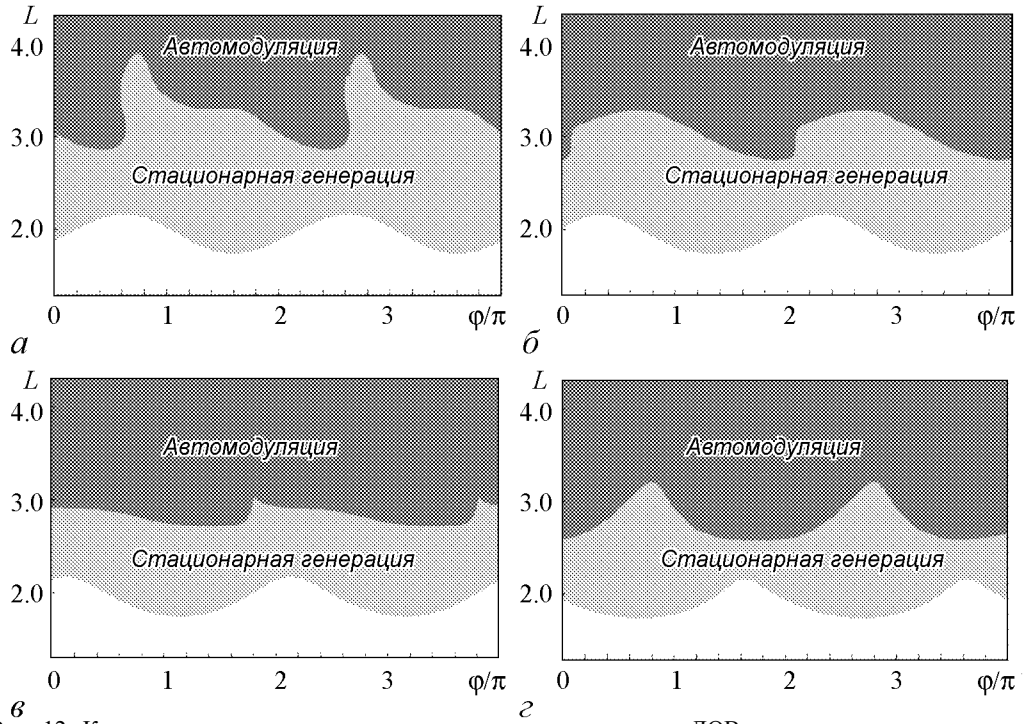 L
4.0
3.0
2.0
Автомодуляция
Стационарная генерация
0 1 2 3 φ/π
а
L
4.0
3.0
2.0
Автомодуляция
Стационарная генерация
0 1 2 3 φ/π
б
L
4.0
3.0
2.0
Автомодуляция
Стационарная генерация
0 1 2 3 φ/π
в
L
4.0
3.0
2.0
Автомодуляция
Стационарная генерация
0 1 2 3 φ/π
г